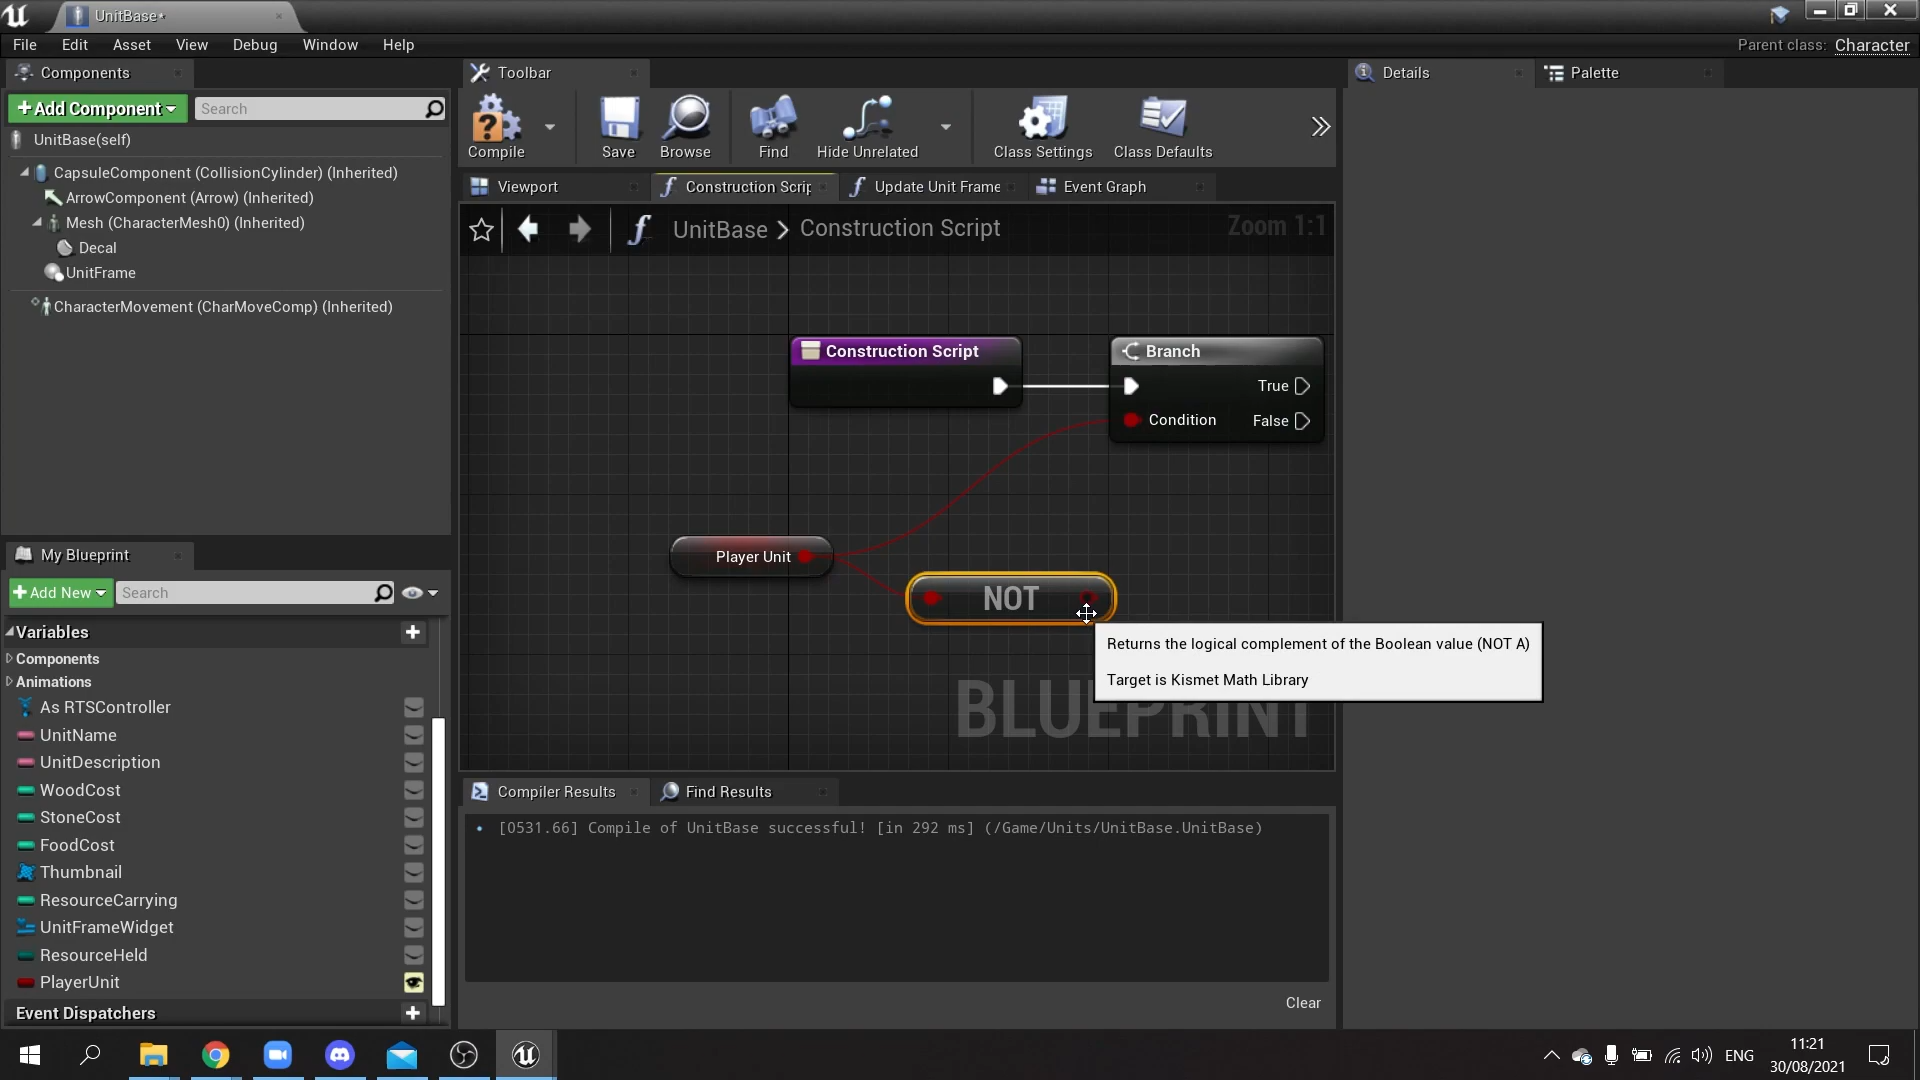 UnitBase*
File Edit Asset View Debug Window Help
Parent class: Character
Components
Toolbar
Details
Palette
Add Component
Search
Compile
Save
Browse
Find
Hide Unrelated
Class Settings
Class Defaults
UnitBase(self)
CapsuleComponent (CollisionCylinder) (Inherited)
ArrowComponent (Arrow) (Inherited)
Mesh (CharacterMesh0) (Inherited)
Decal
UnitFrame
CharacterMovement (CharMoveComp) (Inherited)
Viewport
Construction Scrip
Update Unit Frame
Event Graph
UnitBase > Construction Script
Zoom 1:1
Construction Script
Branch
True
Condition
False
Player Unit
NOT
Returns the logical complement of the Boolean value (NOT A)
Target is Kismet Math Library
BLUEPRINT
My Blueprint
Add New
Search
Variables
Components
Animations
As RTSController
UnitName
UnitDescription
WoodCost
StoneCost
FoodCost
Thumbnail
ResourceCarrying
UnitFrameWidget
ResourceHeld
PlayerUnit
Event Dispatchers
Compiler Results
Find Results
[0531.66] Compile of UnitBase successful! [in 292 ms] (/Game/Units/UnitBase.UnitBase)
Clear
ENG
11:21
30/08/2021